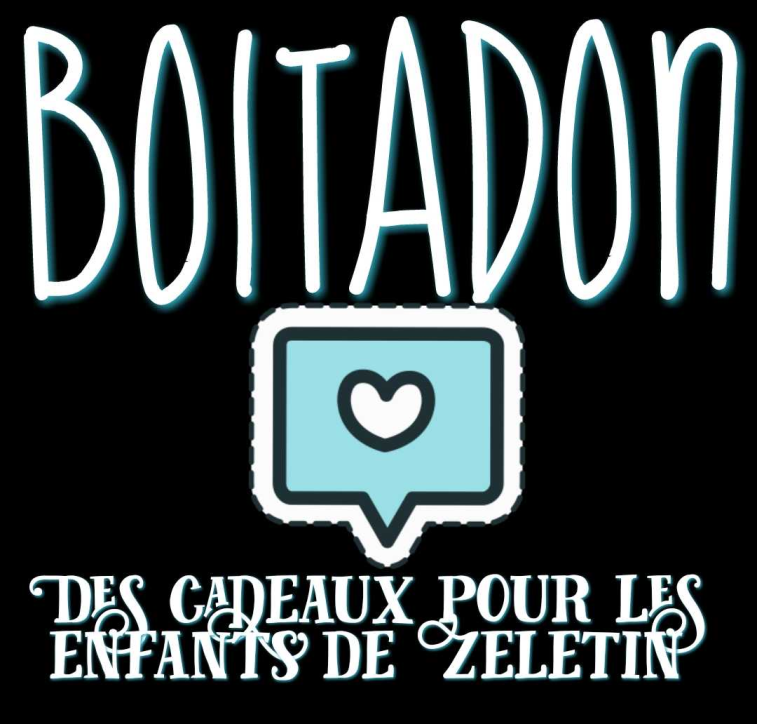 BOITADON
DES CADEAUX POUR LES
ENFANTS DE ZELETIN